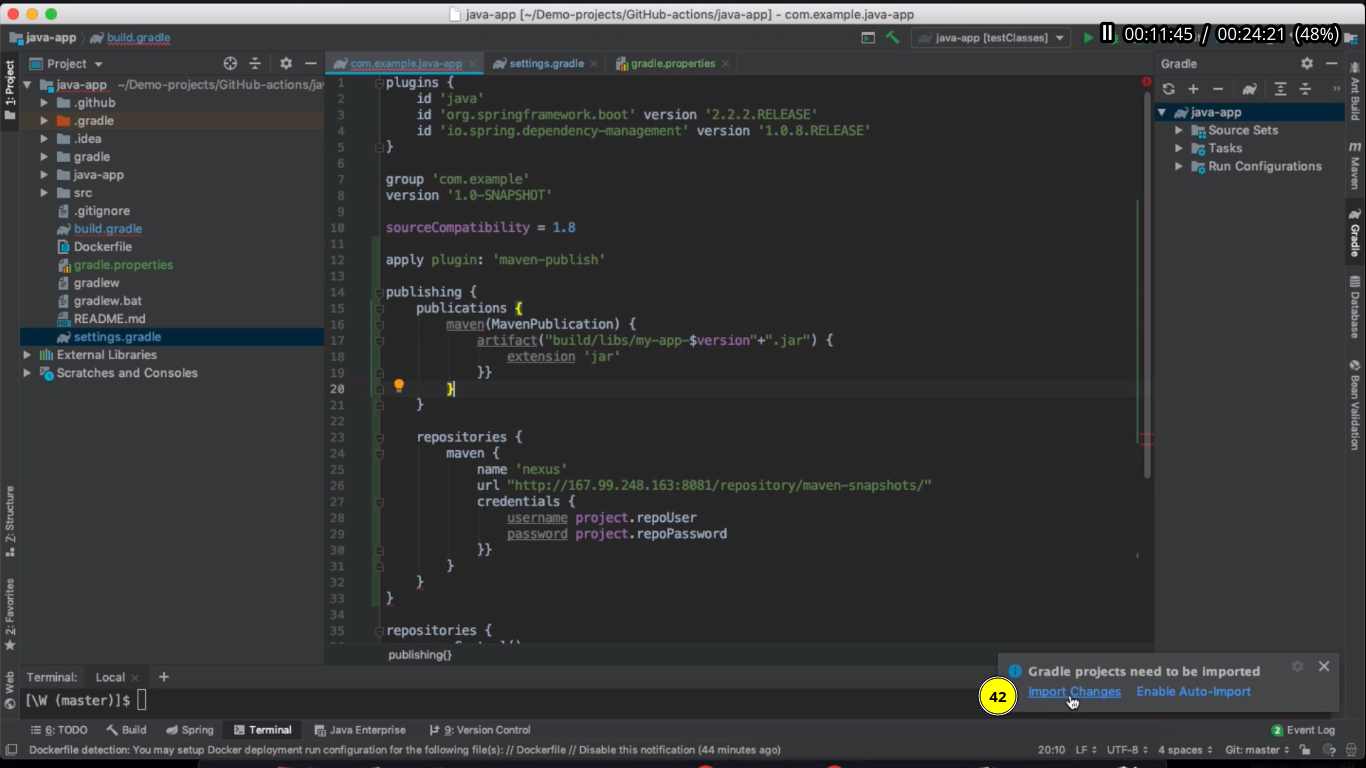 java-app [~/Demo-projects/GitHub-actions/java-app] - com.example.java-app
java-app
build.gradle
java-app [testClasses]
00:11:45 / 00:24:21 (48%)
1: Project
Project
com.example.java-app
settings.gradle
gradle.properties
Gradle
java-app ~/Demo-projects/GitHub-actions/jav
.github
.gradle
.idea
gradle
java-app
src
.gitignore
build.gradle
Dockerfile
gradle.properties
gradlew
gradlew.bat
README.md
settings.gradle
External Libraries
Scratches and Consoles
1 plugins {
2 id 'java'
3 id 'org.springframework.boot' version '2.2.2.RELEASE'
4 id 'io.spring.dependency-management' version '1.0.8.RELEASE'
5 }
6
7 group 'com.example'
8 version '1.0-SNAPSHOT'
9
10 sourceCompatibility = 1.8
11
12 apply plugin: 'maven-publish'
13
14 publishing {
15 publications {
16 maven(MavenPublication) {
17 artifact("build/libs/my-app-$version"+".jar") {
18 extension 'jar'
19 }}
20 }
21 }
22
23 repositories {
24 maven {
25 name 'nexus'
26 url "http://167.99.248.163:8081/repository/maven-snapshots/"
27 credentials {
28 username project.repoUser
29 password project.repoPassword
30 }}
31 }
32 }
33 }
34
35 repositories {
publishing{}
java-app
Source Sets
Tasks
Run Configurations
Ant Build
Maven
Gradle
Database
Bean Validation
7: Structure
2: Favorites
Web
Terminal: Local
[\W (master)]$
Gradle projects need to be imported
Import Changes Enable Auto-Import
42
6: TODO Build Spring Terminal Java Enterprise 9: Version Control
2 Event Log
Dockerfile detection: You may setup Docker deployment run configuration for the following file(s): // Dockerfile // Disable this notification (44 minutes ago)
20:10 LF UTF-8 4 spaces Git: master